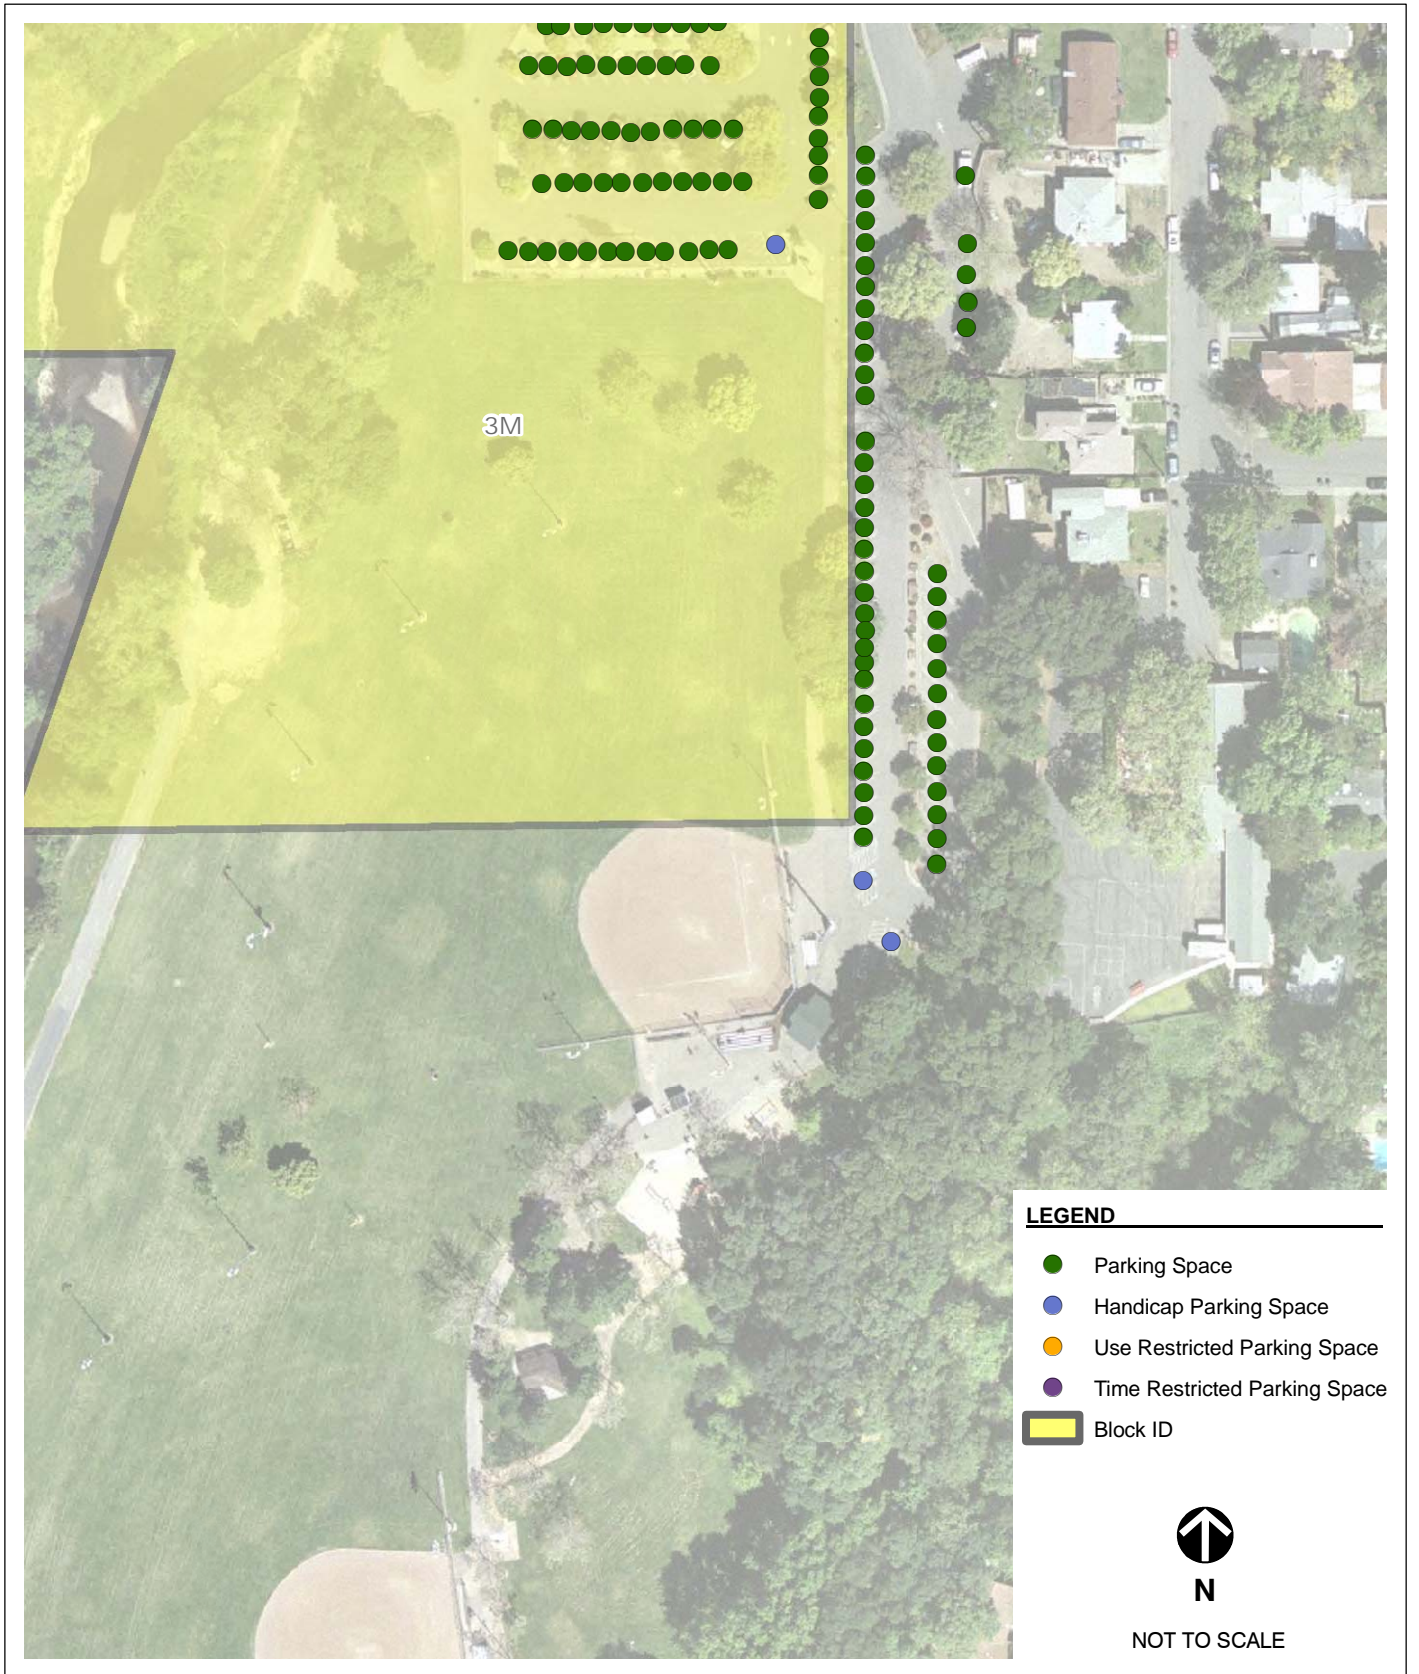 3M
LEGEND
Parking Space
Handicap Parking Space
Use Restricted Parking Space
Time Restricted Parking Space
Block ID
N
NOT TO SCALE